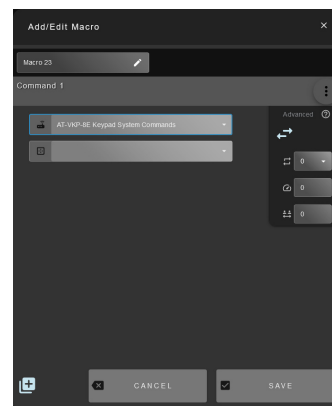 Add/Edit Macro
Macro 23
Command 1
AT-VKP-8E Keypad System Commands
Advanced
0
0
0
CANCEL
SAVE